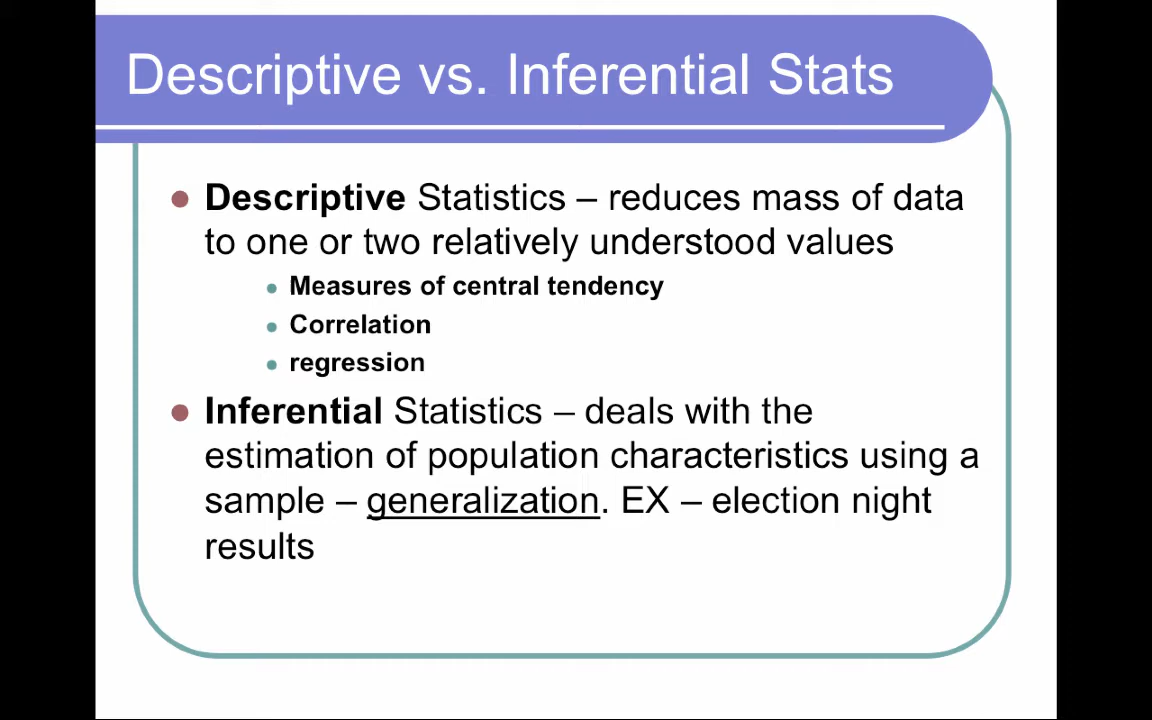 Descriptive vs. Inferential Stats
Descriptive Statistics – reduces mass of data
to one or two relatively understood values
Measures of central tendency
Correlation
regression
Inferential Statistics – deals with the
estimation of population characteristics using a
sample – generalization. EX – election night
results